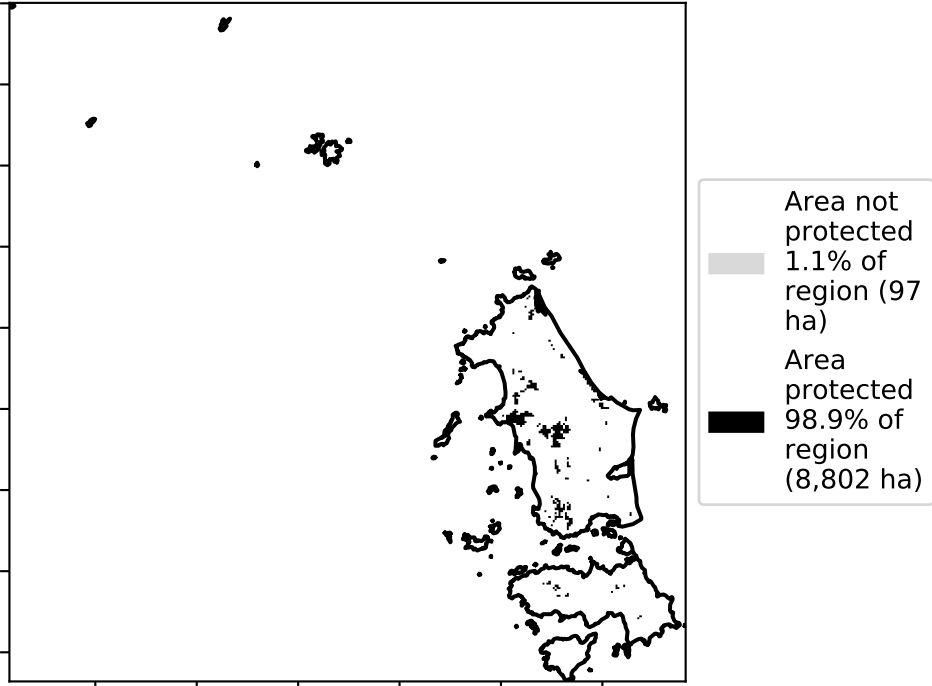 Area not
protected
1.1% of
region (97
ha)
Area
protected
98.9% of
region
(8,802 ha)